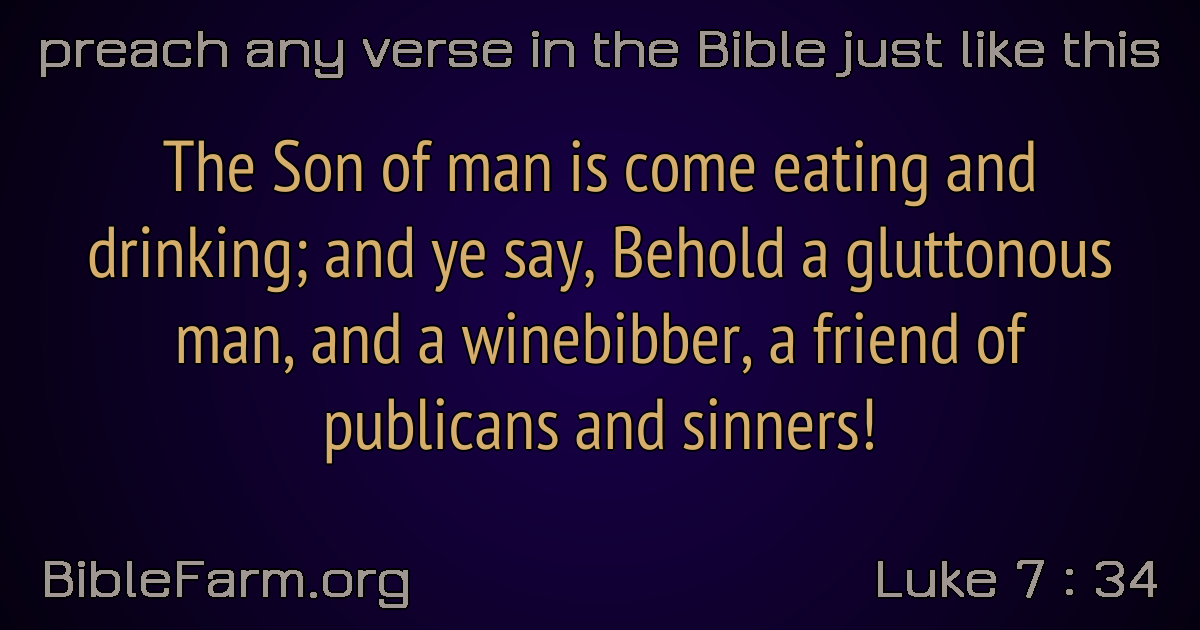 preach any verse in the Bible just like this
The Son of man is come eating and
drinking; and ye say, Behold a gluttonous
man, and a winebibber, a friend of
publicans and sinners!
BibleFarm.org
Luke 7 : 34